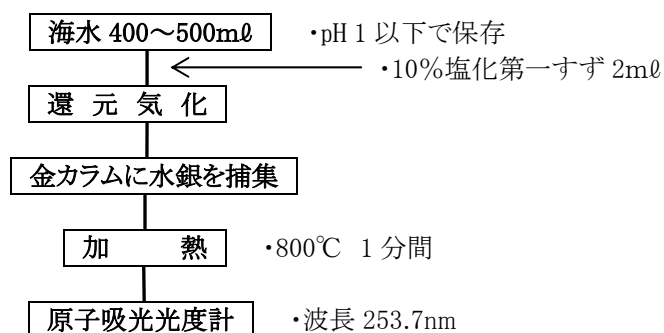 海水 400～500mℓ ・pH 1 以下で保存
・10％塩化第一すず 2mℓ
還 元 気 化
金カラムに水銀を捕集
加 熱 ・800℃ 1 分間
原子吸光光度計 ・波長 253.7nm